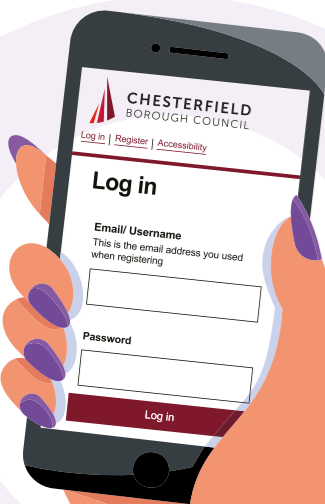 CHESTERFIELD
BOROUGH COUNCIL
Log in | Register | Accessibility
Log in
Email/ Username
This is the email address you used
when registering
Password
Log in